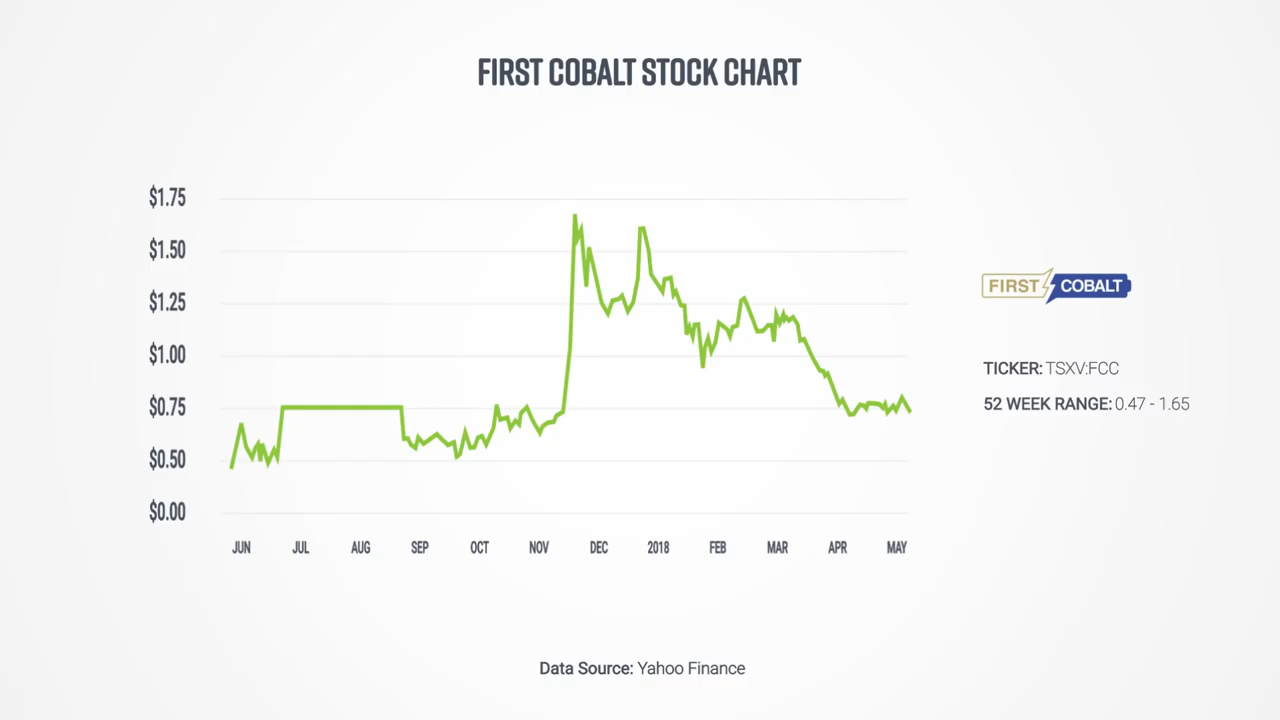 FIRST COBALT STOCK CHART
$1.75
$1.50
$1.25
$1.00
$0.75
$0.50
$0.00
JUN JUL AUG SEP OCT NOV DEC 2018 FEB MAR APR MAY
FIRST COBALT
TICKER: TSXV:FCC
52 WEEK RANGE: 0.47 - 1.65
Data Source: Yahoo Finance